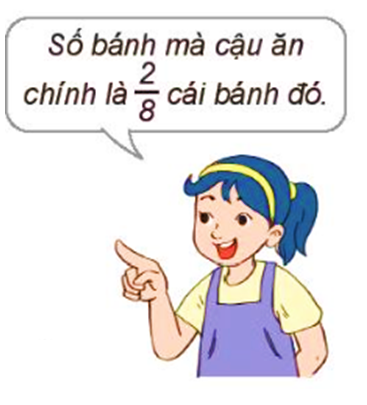 Số bánh mà cậu ăn
chính là 2/8 cái bánh đó.